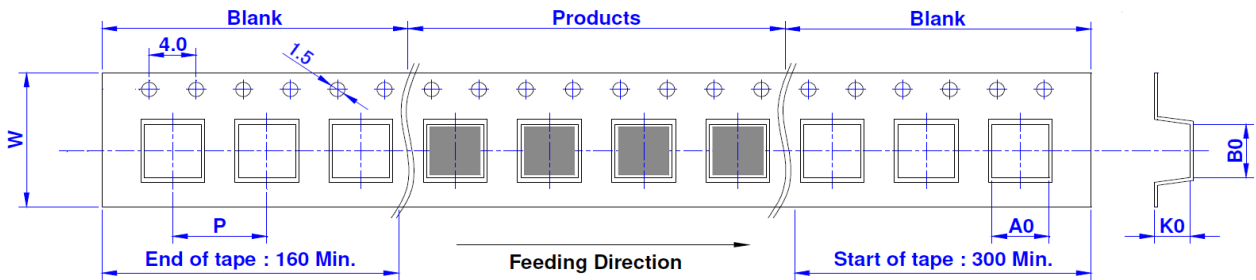 Blank
Products
Blank
4.0
1.5
W
B0
P
A0
K0
End of tape : 160 Min.
Feeding Direction
Start of tape : 300 Min.